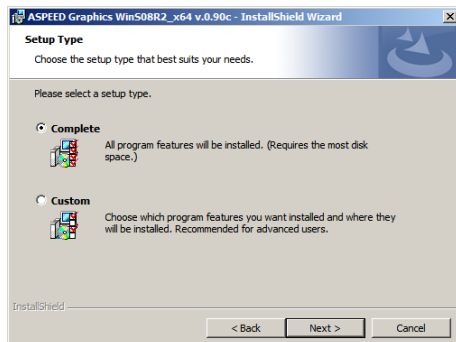 ASPEED Graphics WinS08R2_x64 v.0.90c - InstallShield Wizard
Setup Type
Choose the setup type that best suits your needs.
Please select a setup type.
Complete
All program features will be installed. (Requires the most disk
space.)
Custom
Choose which program features you want installed and where they
will be installed. Recommended for advanced users.
InstallShield
< Back Next > Cancel